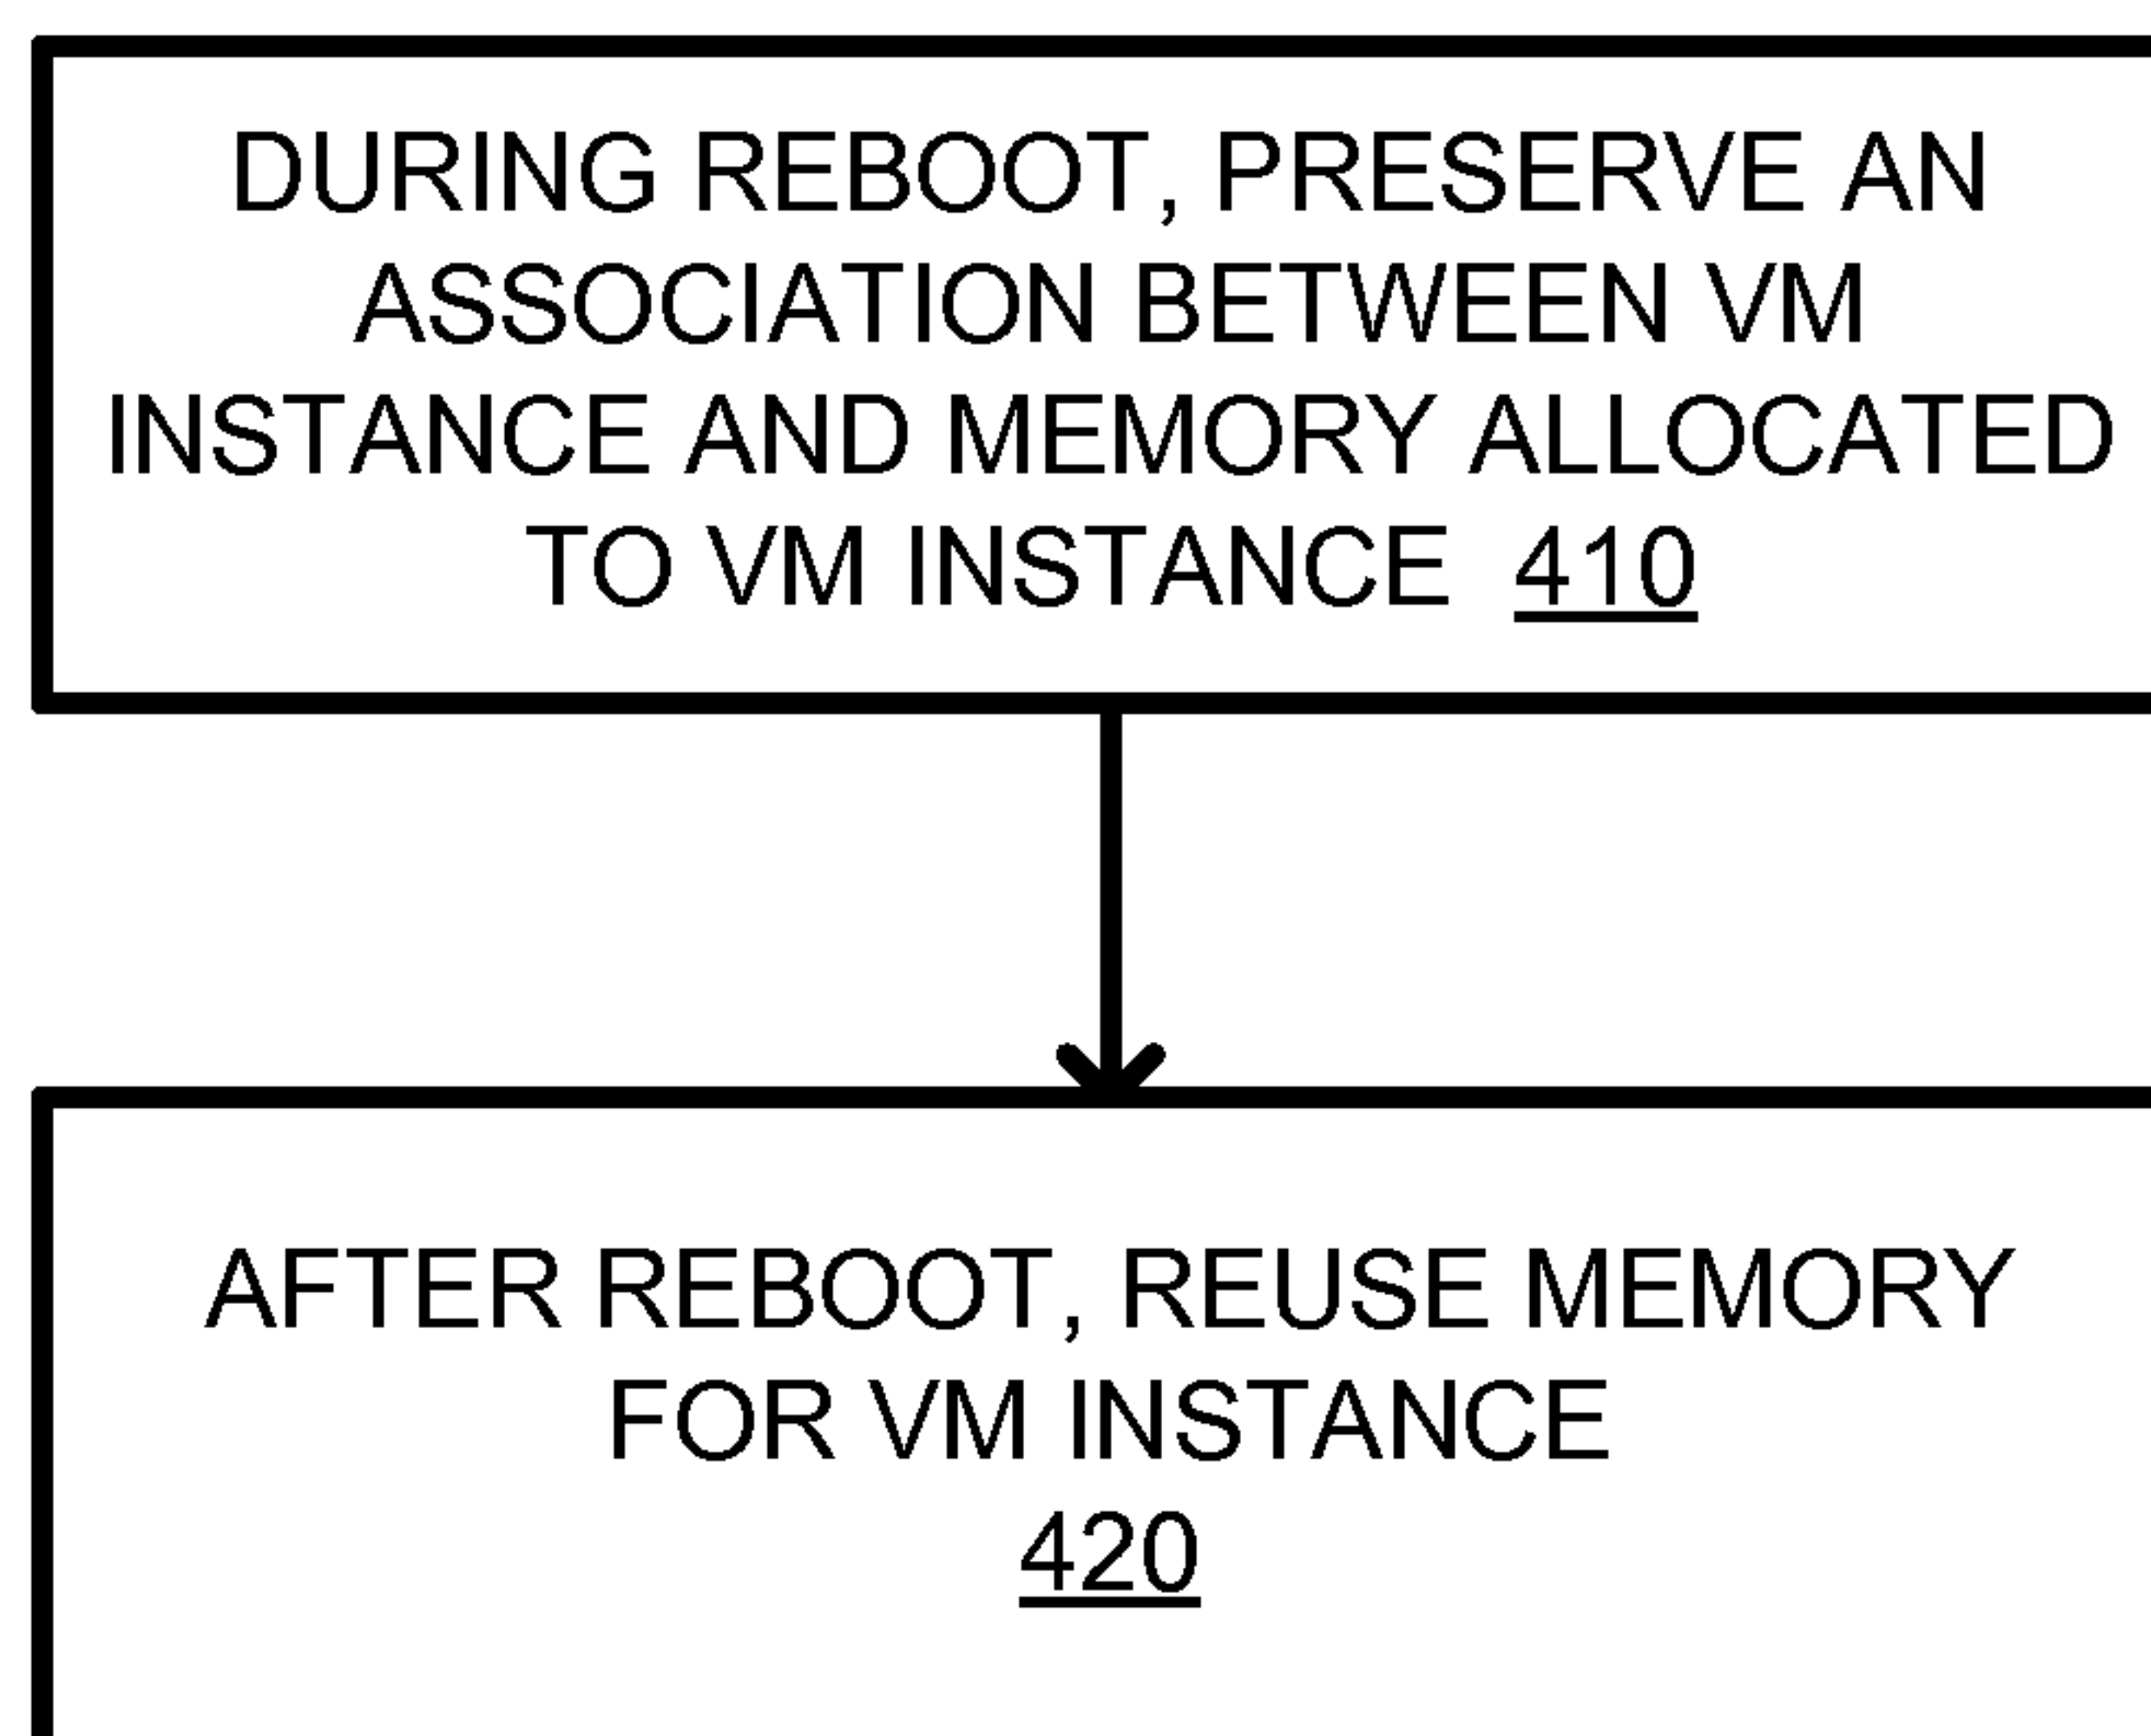 DURING REBOOT, PRESERVE AN
ASSOCIATION BETWEEN VM
INSTANCE AND MEMORY ALLOCATED
TO VM INSTANCE 410
AFTER REBOOT, REUSE MEMORY
FOR VM INSTANCE
420